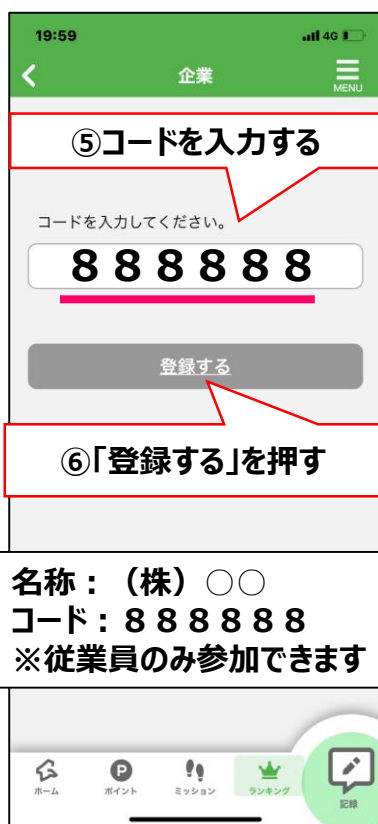 19:59
4G
企業
MENU
⑤コードを入力する
コードを入力してください。
８８８８８８
登録する
⑥「登録する」を押す
名称：（株）○○
コード：８８８８８８
※従業員のみ参加できます
ホーム
ポイント
ミッション
ランキング
記録